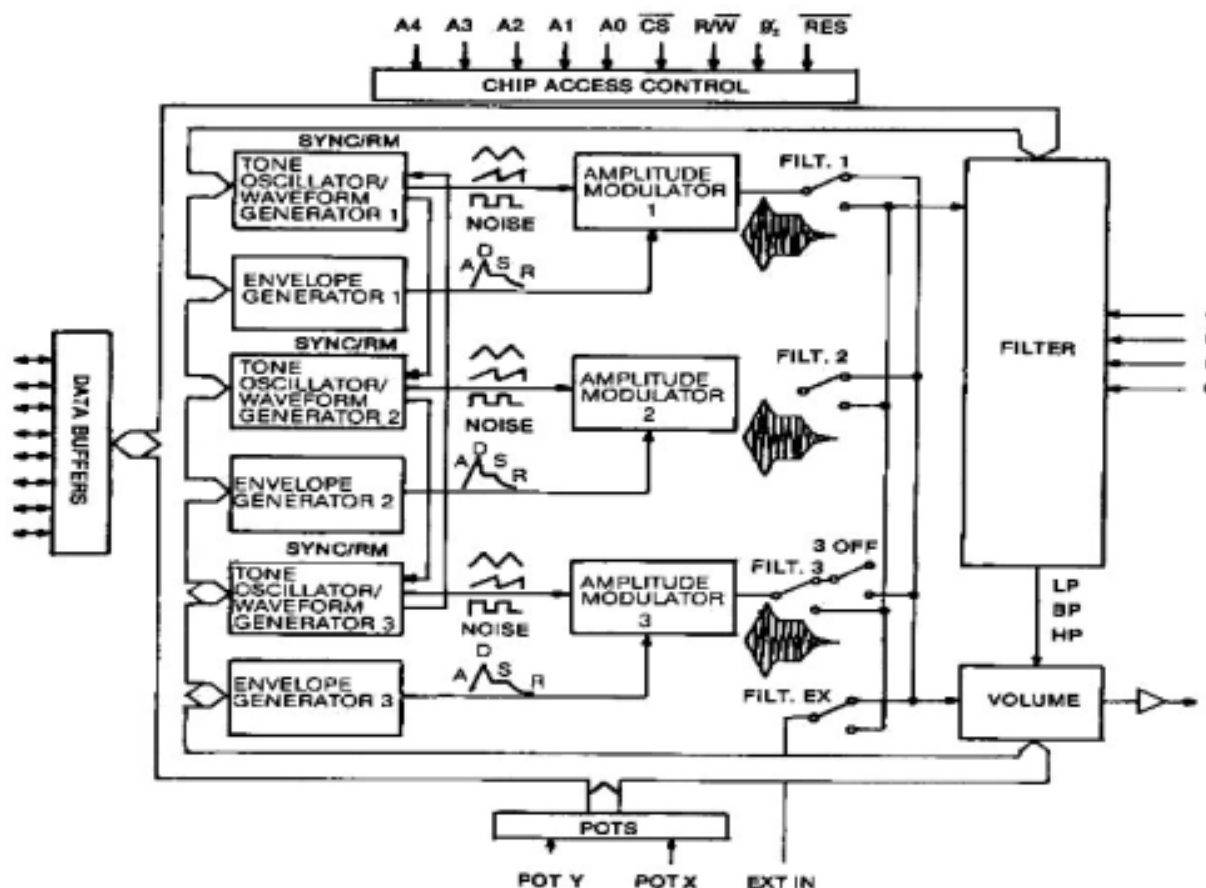 A4 A3 A2 A1 A0 CS R/W ø2 RES
CHIP ACCESS CONTROL
SYNC/RM
TONE
OSCILLATOR/
WAVEFORM
GENERATOR 1
NOISE
AMPLITUDE
MODULATOR
1
FILT. 1
ENVELOPE
GENERATOR 1
A D S R
SYNC/RM
TONE
OSCILLATOR/
WAVEFORM
GENERATOR 2
NOISE
AMPLITUDE
MODULATOR
2
FILT. 2
FILTER
DATA BUFFERS
ENVELOPE
GENERATOR 2
A D S R
SYNC/RM
TONE
OSCILLATOR/
WAVEFORM
GENERATOR 3
NOISE
AMPLITUDE
MODULATOR
3
FILT. 3
3 OFF
LP
BP
HP
ENVELOPE
GENERATOR 3
A D S R
FILT. EX
VOLUME
POTS
POT Y POT X EXT IN